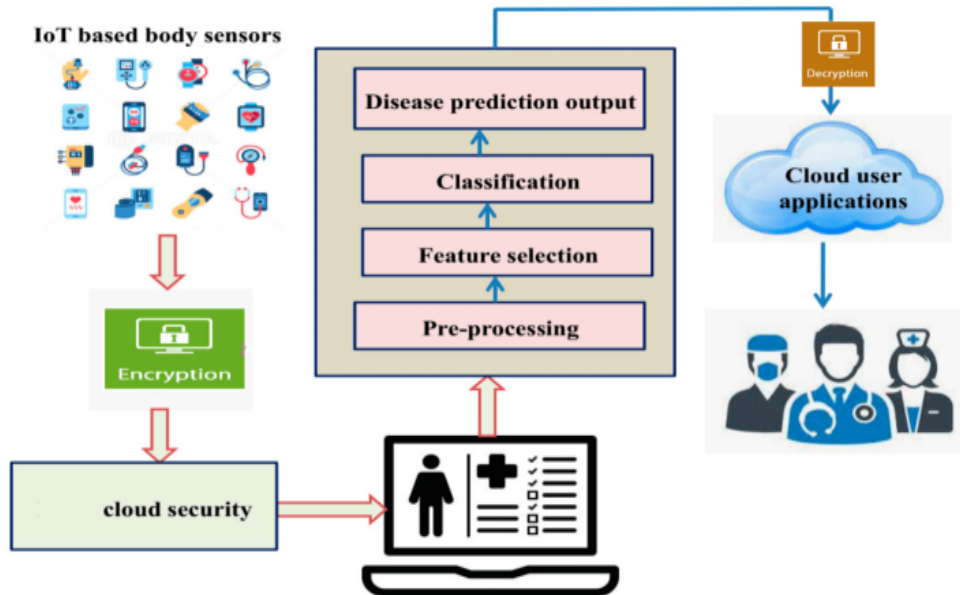 IoT based body sensors
Encryption
cloud security
Disease prediction output
Classification
Feature selection
Pre-processing
Decryption
Cloud user
applications